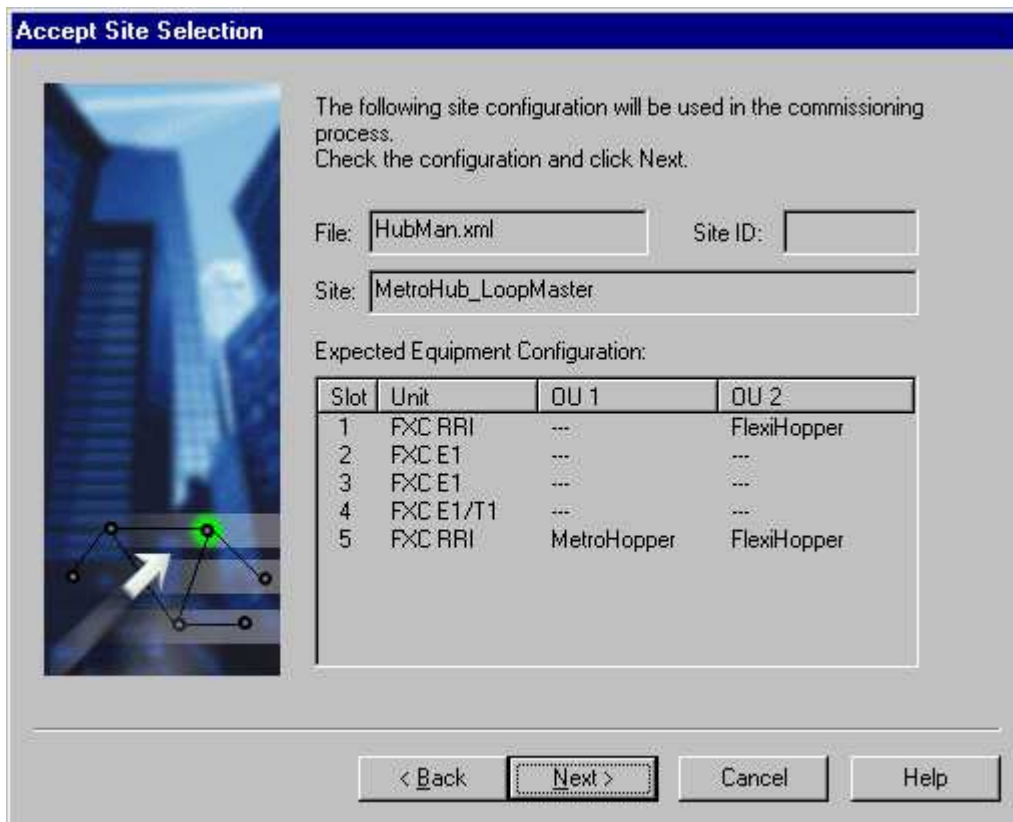 Accept Site Selection
The following site configuration will be used in the commissioning
process.
Check the configuration and click Next.
File: HubMan.xml Site ID:
Site: MetroHub_LoopMaster
Expected Equipment Configuration:
Slot Unit OU 1 OU 2
1 FXC RRI --- FlexiHopper
2 FXC E1 --- ---
3 FXC E1 --- ---
4 FXC E1/T1 --- ---
5 FXC RRI MetroHopper FlexiHopper
< Back Next > Cancel Help